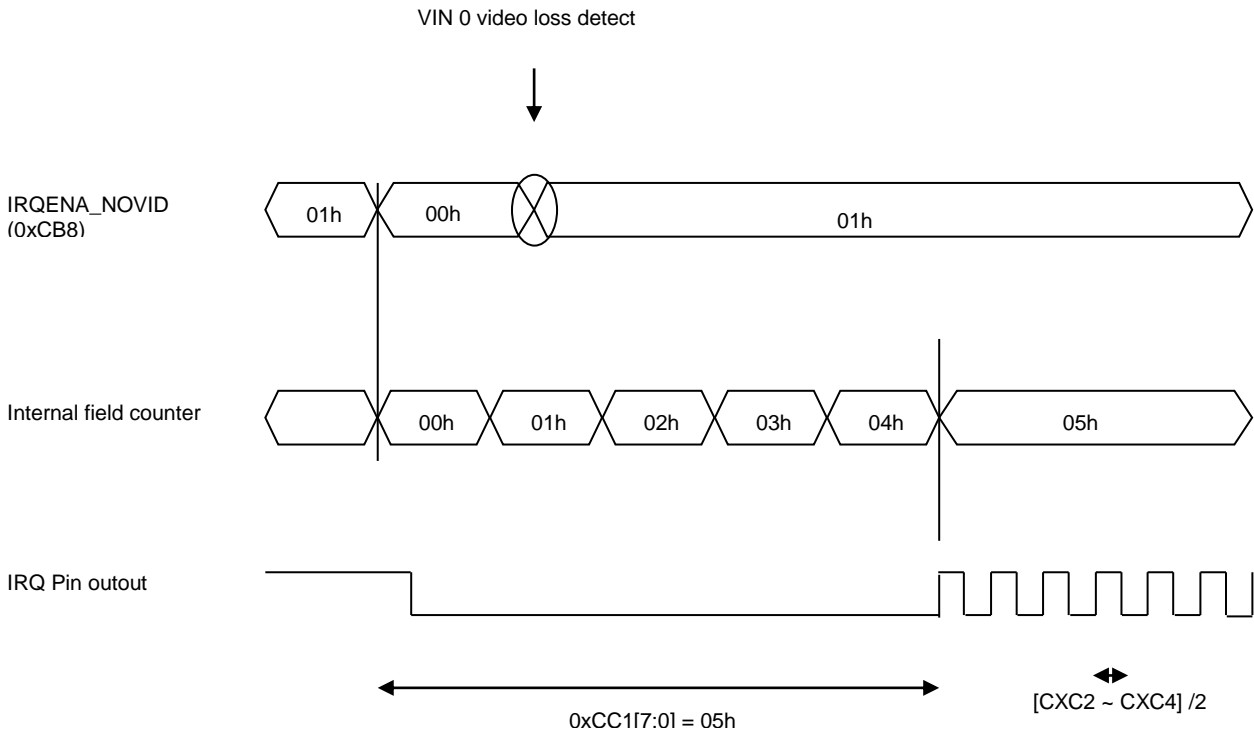 VIN 0 video loss detect
IRQENA_NOVID
(0xCB8)
01h
00h
01h
Internal field counter
00h
01h
02h
03h
04h
05h
IRQ Pin outout
0xCC1[7:0] = 05h
[CXC2 ~ CXC4] /2